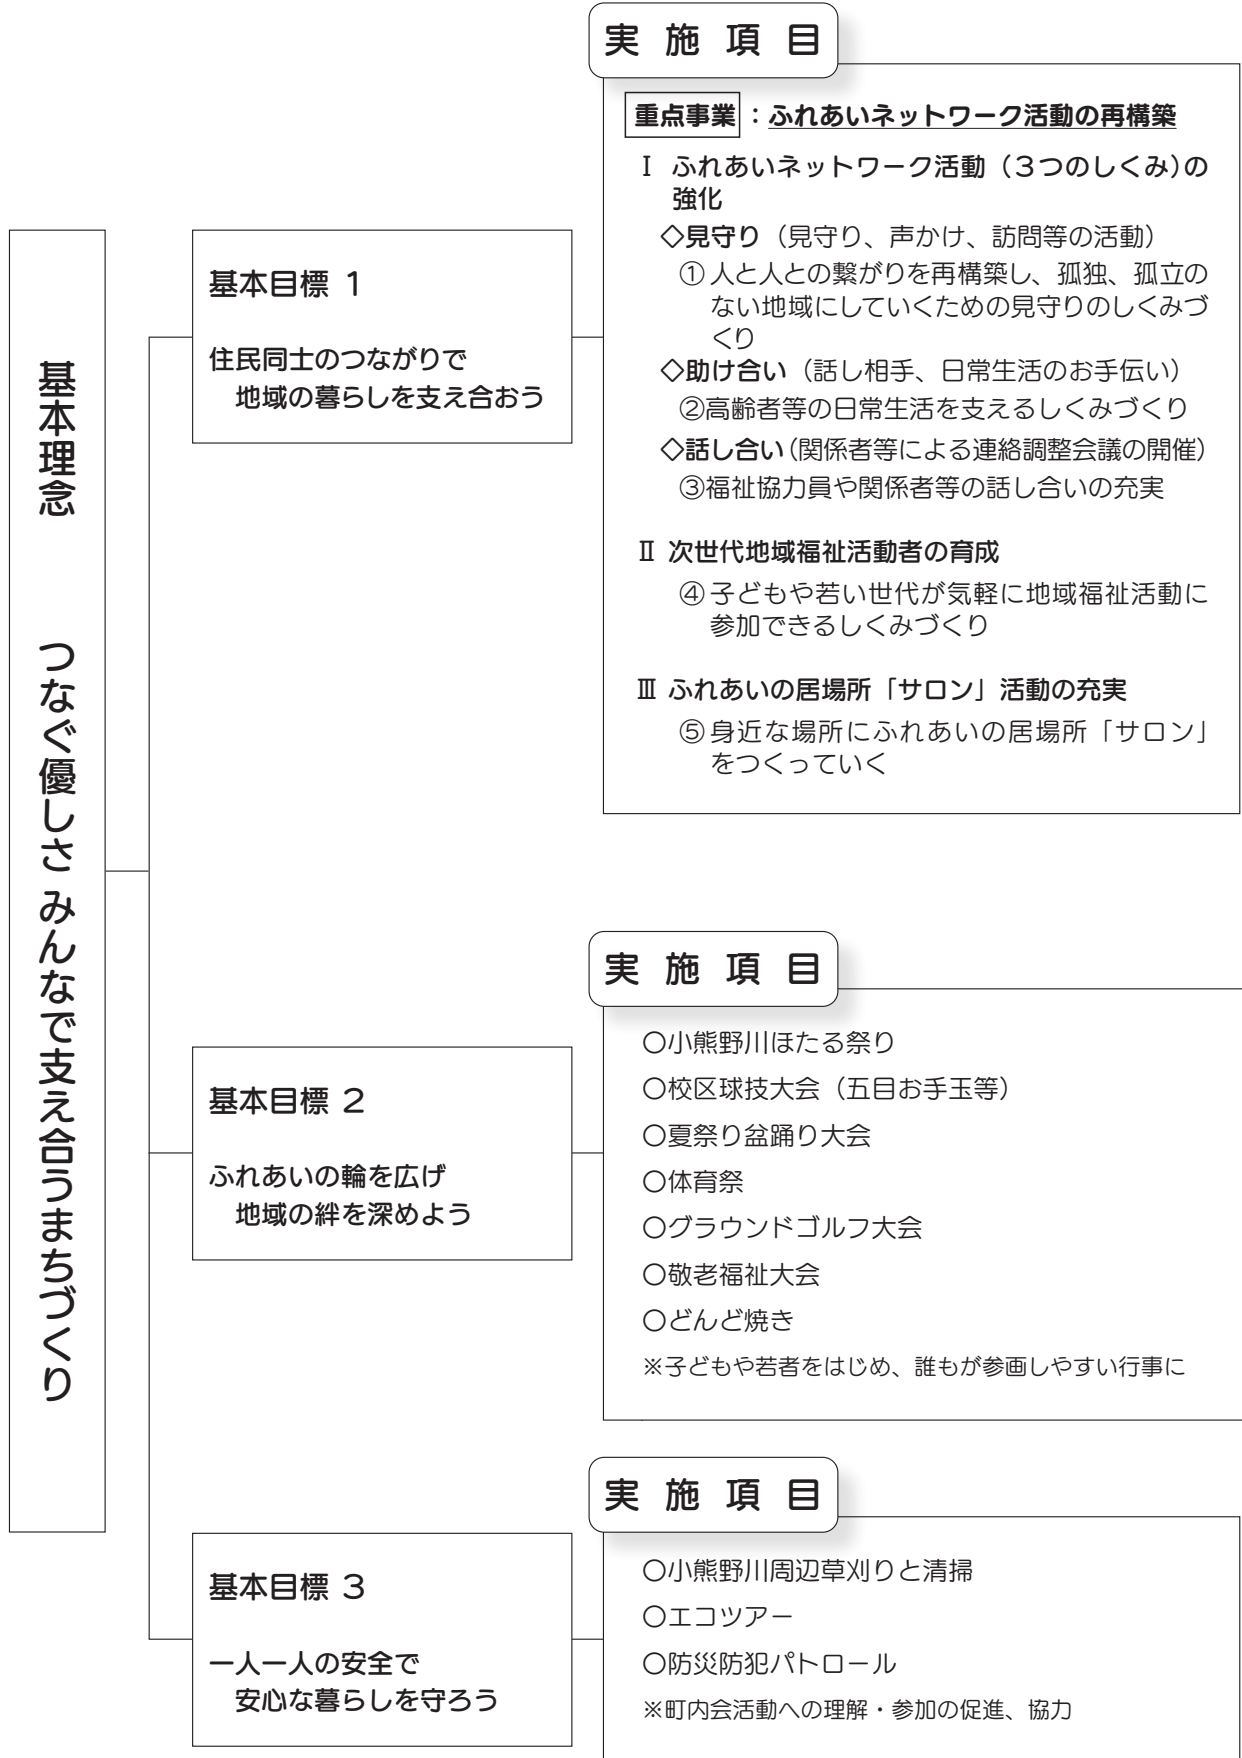 基本理念　つなぐ優しさ みんなで支え合うまちづくり
基本目標 1
住民同士のつながりで
地域の暮らしを支え合おう
実施項目
重点事業：ふれあいネットワーク活動の再構築
Ⅰ ふれあいネットワーク活動（３つのしくみ）の
強化
◇見守り（見守り、声かけ、訪問等の活動）
①人と人との繋がりを再構築し、孤独、孤立の
ない地域にしていくための見守りのしくみづ
くり
◇助け合い（話し相手、日常生活のお手伝い）
②高齢者等の日常生活を支えるしくみづくり
◇話し合い（関係者等による連絡調整会議の開催）
③福祉協力員や関係者等の話し合いの充実
Ⅱ 次世代地域福祉活動者の育成
④子どもや若い世代が気軽に地域福祉活動に
参加できるしくみづくり
Ⅲ ふれあいの居場所「サロン」活動の充実
⑤身近な場所にふれあいの居場所「サロン」
をつくっていく
基本目標 2
ふれあいの輪を広げ
地域の絆を深めよう
実施項目
○小熊野川ほたる祭り
○校区球技大会（五目お手玉等）
○夏祭り盆踊り大会
○体育祭
○グラウンドゴルフ大会
○敬老福祉大会
○どんど焼き
※子どもや若者をはじめ、誰もが参画しやすい行事に
基本目標 3
一人一人の安全で
安心な暮らしを守ろう
実施項目
○小熊野川周辺草刈りと清掃
○エコツアー
○防災防犯パトロール
※町内会活動への理解・参加の促進、協力